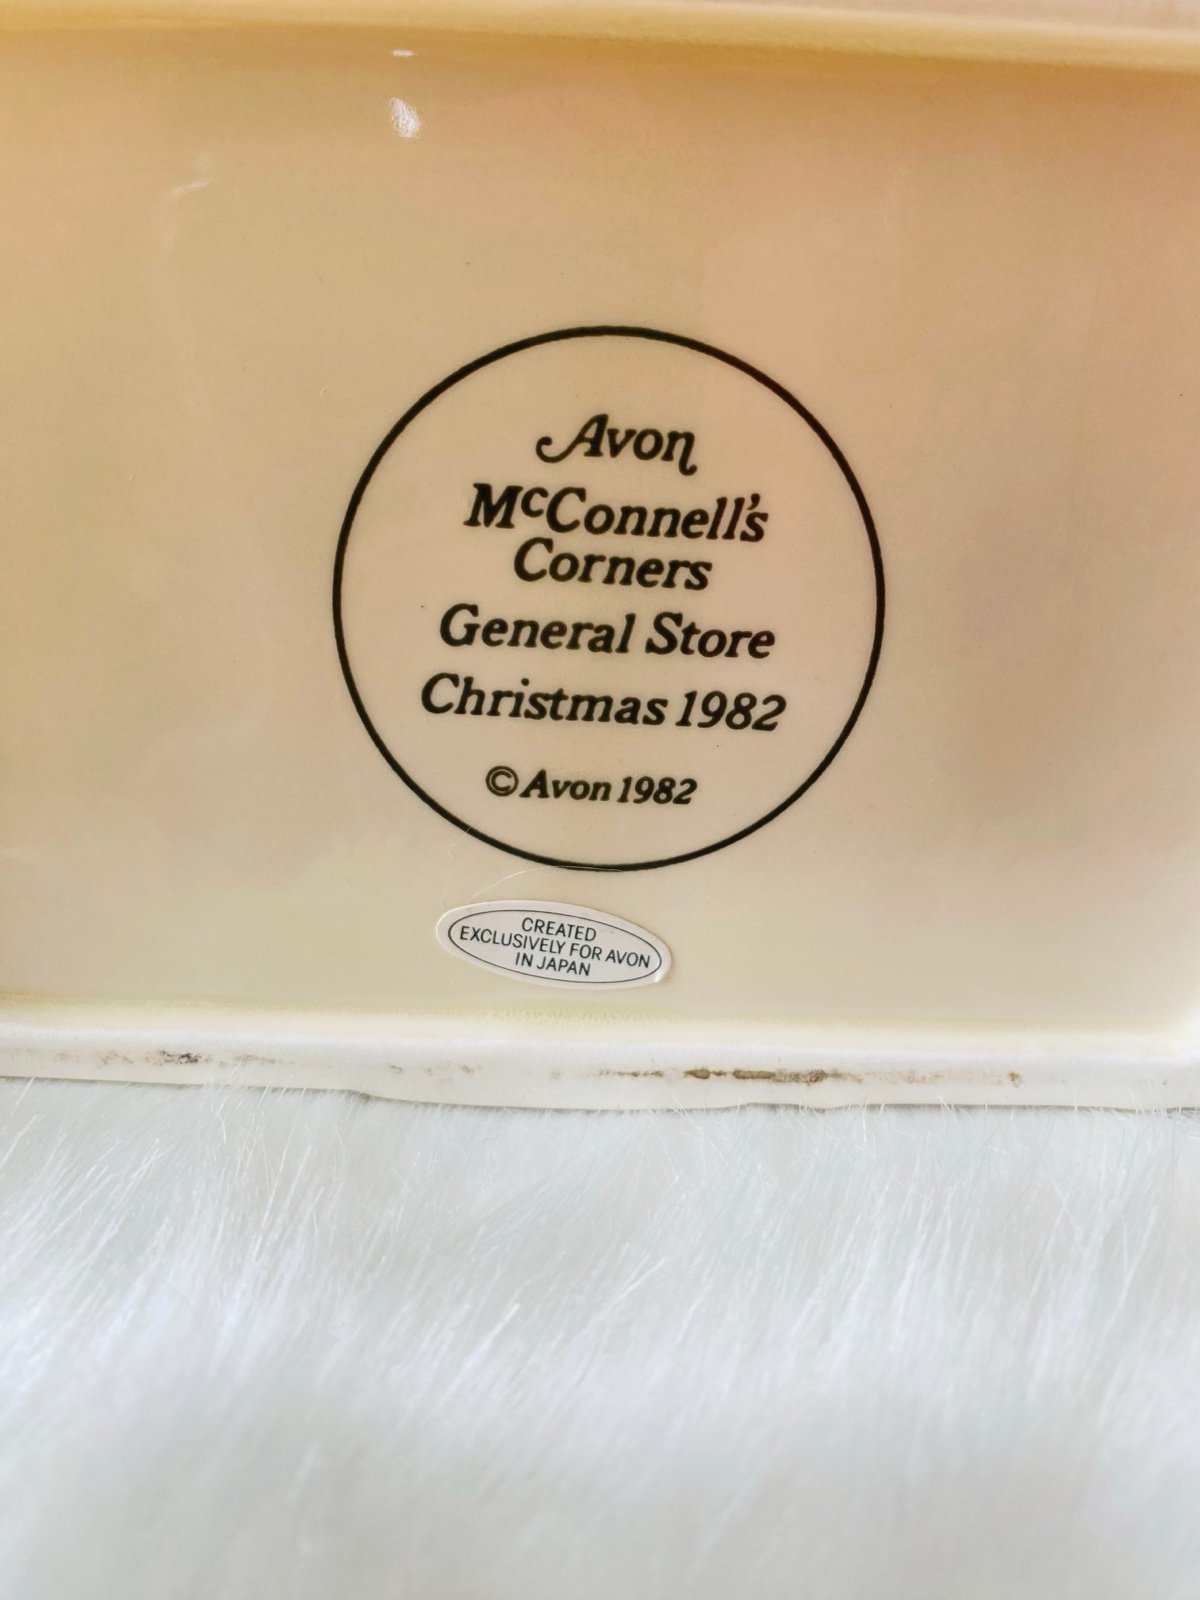 Avon
McConnell's
Corners
General Store
Christmas 1982
© Avon 1982
CREATED
EXCLUSIVELY FOR AVON
IN JAPAN